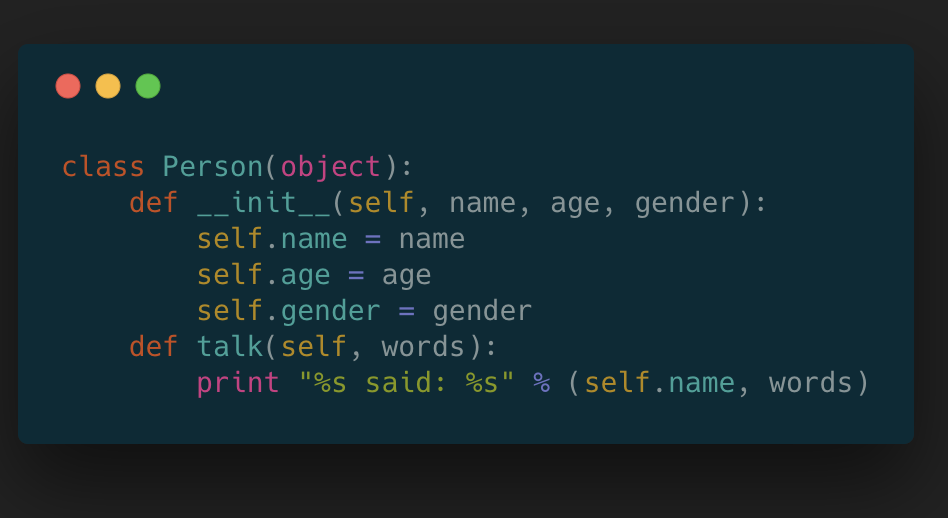 class Person(object):
    def __init__(self, name, age, gender):
        self.name = name
        self.age = age
        self.gender = gender
    def talk(self, words):
        print "%s said: %s" % (self.name, words)